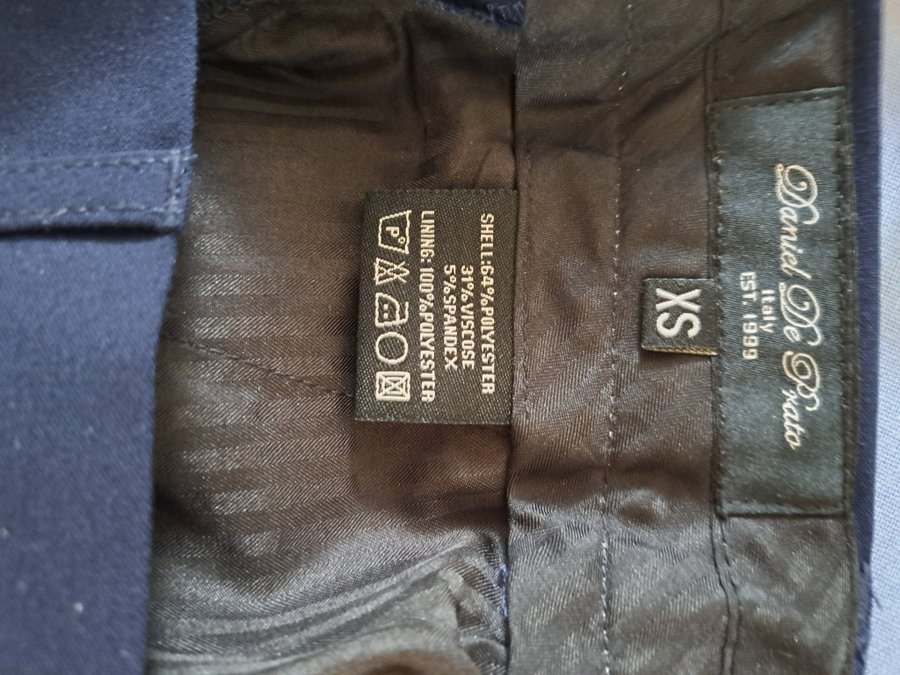 Daniel De Prato
Italy
EST. 1999
XS
SHELL:64%POLYESTER
31%VISCOSE
5%SPANDEX
LINING: 100%POLYESTER
P